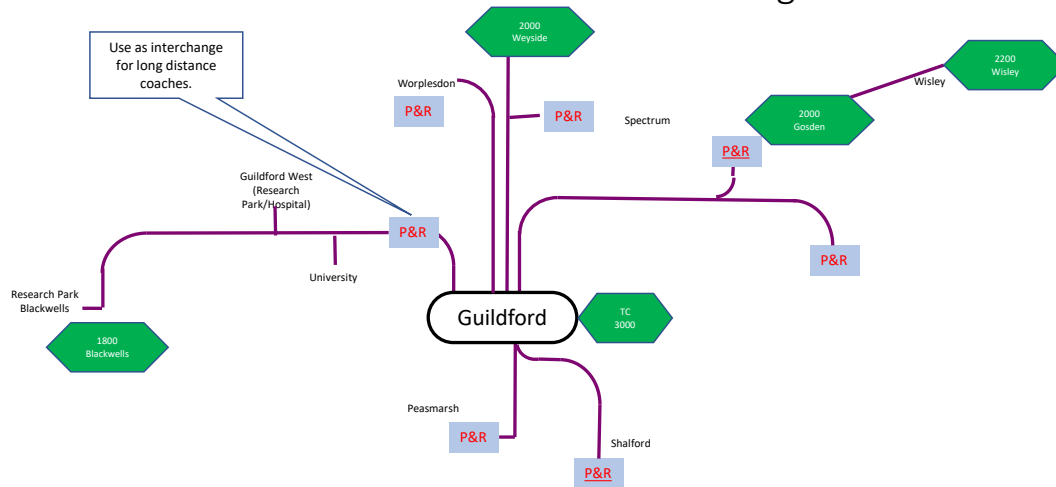 g
2000
Weyside
Use as interchange
for long distance
coaches.
2200
Wisley
Wisley
Worplesdon
P&R
P&R
Spectrum
2000
Gosden
P&R
Guildford West
(Research
Park/Hospital)
P&R
P&R
University
Research Park
Blackwells
Guildford
TC
3000
1800
Blackwells
Peasmarsh
P&R
Shalford
P&R